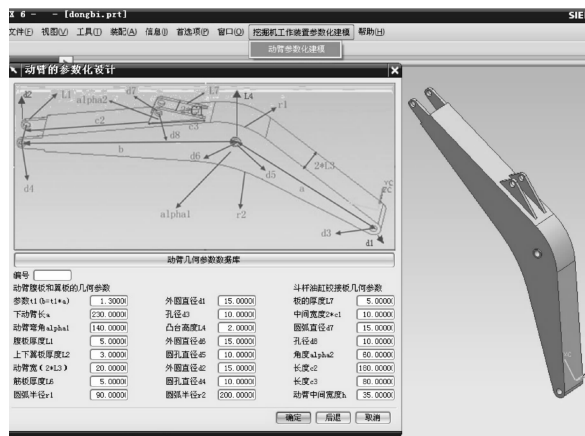 X 6 - - [dongbi.prt]
SIE
文件(F) 视图(V) 工具(T) 装配(A) 信息(I) 首选项(P) 窗口(O) 挖掘机工作装置参数化建模 帮助(H)
动臂参数化建模
动臂的参数化设计
d2 L1 alpha2 d7 L7 L4 r1
c2 c3
d8
b d6 d5 2*L3
a
d4 alpha1 r2 d3 d1
YC
动臂几何参数数据库
编号
动臂腹板和翼板的几何参数 斗杆油缸铰接板几何参数
参数t1(b=t1*a) 1.3000 外圆直径d1 15.0000 板的厚度L7 5.0000
下动臂长a 230.0000 孔径d3 10.0000 中间宽度2*c1 10.0000
动臂弯角alpha1 140.0000 凸台高度L4 2.0000 圆弧直径d7 15.0000
腹板厚度L1 5.0000 外圆直径d6 15.0000 孔径d8 10.0000
上下翼板厚度L2 3.0000 圆孔直径d5 10.0000 角度alpha2 60.0000
动臂宽(2*L3) 20.0000 外圆直径d2 15.0000 长度c2 180.0000
筋板厚度L6 5.0000 圆孔直径d4 10.0000 长度c3 80.0000
圆弧半径r1 90.0000 圆弧半径r2 200.0000 动臂中间宽度h 35.0000
确定 后退 取消